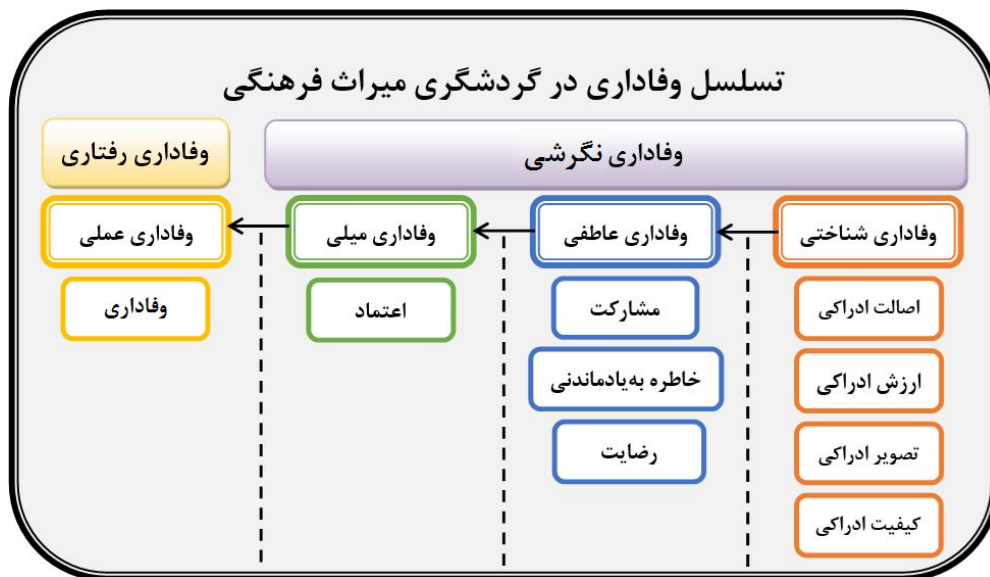 تسلسل وفاداری در گردشگری میراث فرهنگی
وفاداری نگرشی
وفاداری رفتاری
وفاداری شناختی
وفاداری عاطفی
وفاداری میلی
وفاداری عملی
اصالت ادراکی
ارزش ادراکی
تصویر ادراکی
کیفیت ادراکی
مشارکت
خاطره به‌یادماندنی
رضایت
اعتماد
وفاداری